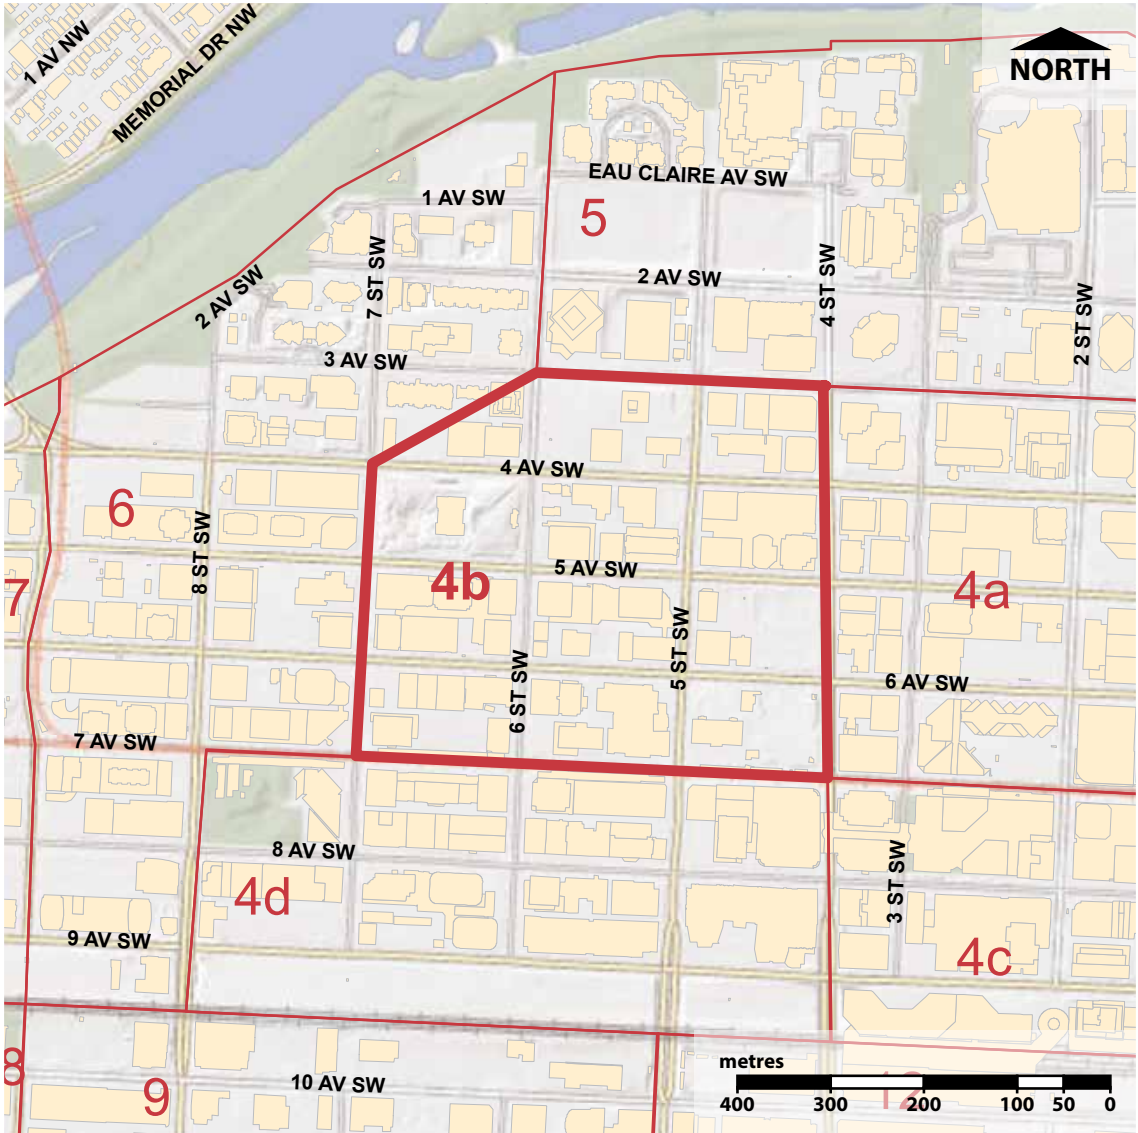 1 AV NW
MEMORIAL DR NW
NORTH
EAU CLAIRE AV SW
1 AV SW
5
7 ST SW
2 AV SW
4 ST SW
2 AV SW
2 ST SW
3 AV SW
4 AV SW
6
8 ST SW
5 AV SW
4b
7
4a
5 ST SW
6 ST SW
6 AV SW
7 AV SW
8 AV SW
3 ST SW
4d
9 AV SW
4c
8
9
10 AV SW
metres
12
400 300 200 100 50 0